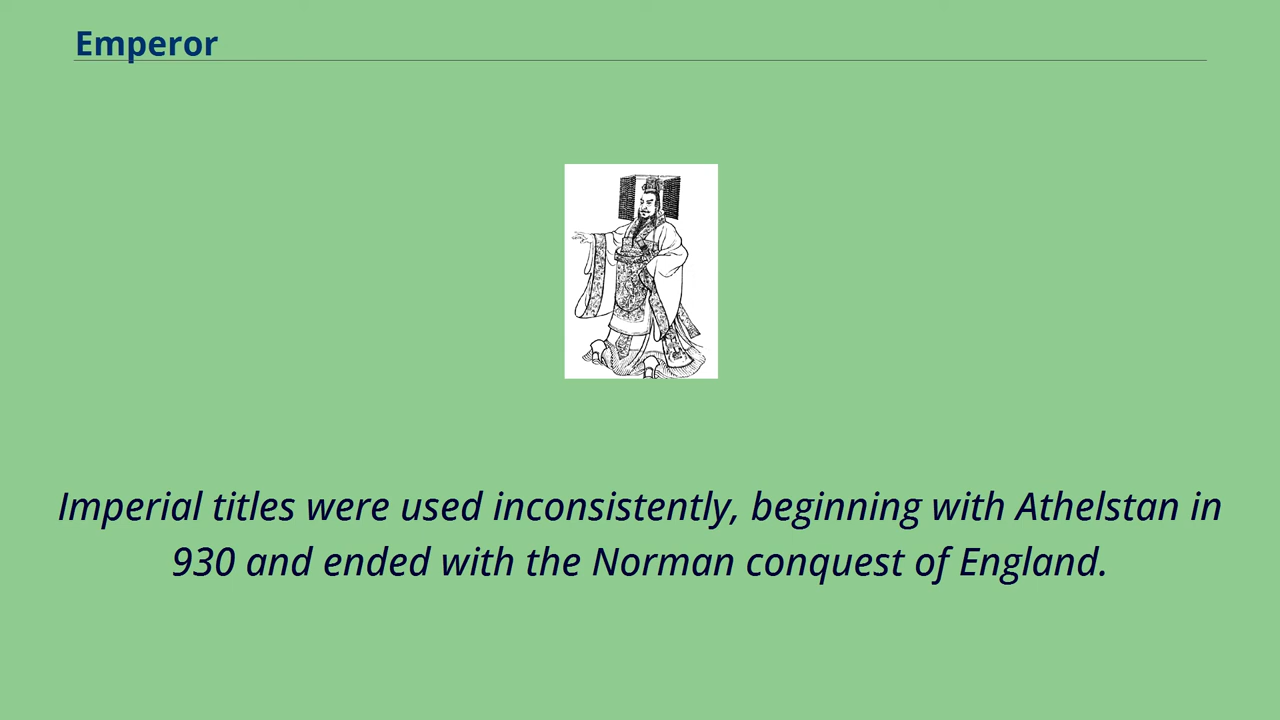 Emperor
Imperial titles were used inconsistently, beginning with Athelstan in
930 and ended with the Norman conquest of England.